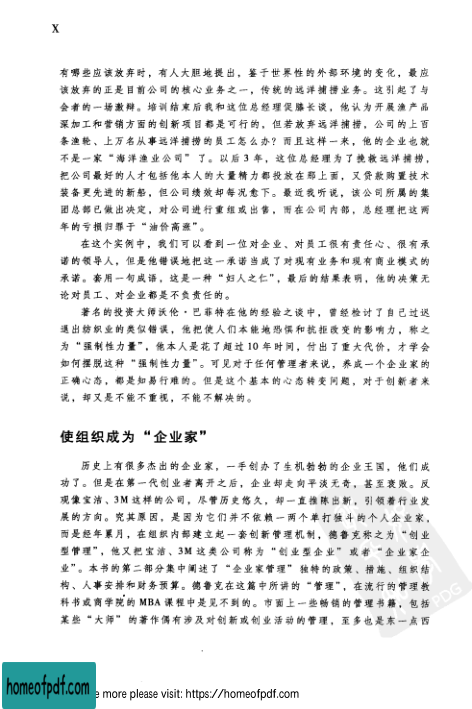 X
有哪些应该放弃时，有人大胆地提出，鉴于世界性的外部环境的变化，最应
该放弃的正是目前公司的核心业务之一，传统的远洋捕捞业务。这引起了与
会者的一场激辩。培训结束后我和这位总经理促膝长谈，他认为开展渔产品
深加工和营销方面的创新项目都是可行的，但若放弃远洋捕捞，公司的上百
条渔轮、上万名从事远洋捕捞的员工怎么办？而且这样一来，他的企业也就
不是一家“海洋渔业公司”了。以后 3 年，这位总经理为了挽救远洋捕捞，
把公司最好的人才包括他本人的大量精力都投放在那上面，又贷款购置技术
装备更先进的新船，但公司绩效却每况愈下。最近我听说，该公司所属的集
团总部已做出决定，对公司进行重组或出售，而在公司内部，总经理把这两
年的亏损归罪于“油价高涨”。
在这个实例中，我们可以看到一位对企业、对员工很有责任心、很有承
诺的领导人，但是他错误地把这一承诺当成了对现有业务和现有商业模式的
承诺。套用一句成语，这是一种“妇人之仁”，最后的结果表明，他的决策无
论对员工、对企业都是不负责任的。
著名的投资大师沃伦·巴菲特在他的经验之谈中，曾经检讨了自己过迟
退出纺织业的类似错误，他把使人们本能地恐惧和抗拒改变的影响力，称之
为“强制性力量”，他本人是花了超过 10 年时间，付出了重大代价，才学会
如何摆脱这种“强制性力量”。可见对于任何管理者来说，养成一个企业家的
正确心态，都是知易行难的。但是这个基本的心态转变问题，对于创新者来
说，却又是不能不重视，不能不解决的。
使组织成为“企业家”
历史上有很多杰出的企业家，一手创办了生机勃勃的企业王国，他们成
功了。但是在第一代创业者离开之后，企业却走向平淡无奇，甚至衰败。反
观像宝洁、3M 这样的公司，尽管历史悠久，却一直推陈出新，引领着行业发
展的方向。究其原因，是因为它们并不依赖一两个单打独斗的个人企业家，
而是经年累月，在组织内部建立起一套创新管理机制，德鲁克称之为“创业
型管理”，他又把宝洁、3M 这类公司称为“创业型企业”或者“企业家企
业”。本书的第二部分集中阐述了“企业家管理”独特的政策、措施、组织结
构、人事安排和财务预算。德鲁克在这篇中所讲的“管理”，在流行的管理教
科书或商学院的 MBA 课程中是见不到的。市面上一些畅销的管理书籍，包括
某些“大师”的著作偶有涉及对创新或创业活动的管理，至多也是东一点西
homeofpdf.com
e more please visit: https://homeofpdf.com
PDG